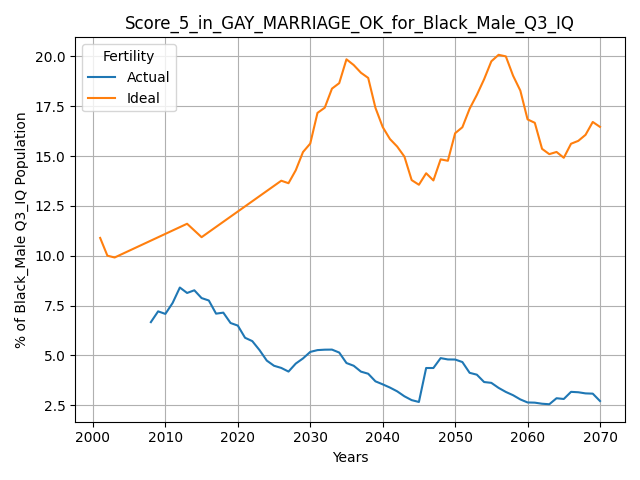 Score_5_in_GAY_MARRIAGE_OK_for_Black_Male_Q3_IQ
Fertility
Actual
Ideal
% of Black_Male Q3_IQ Population
20.0
17.5
15.0
12.5
10.0
7.5
5.0
2.5
2000
2010
2020
2030
2040
2050
2060
2070
Years